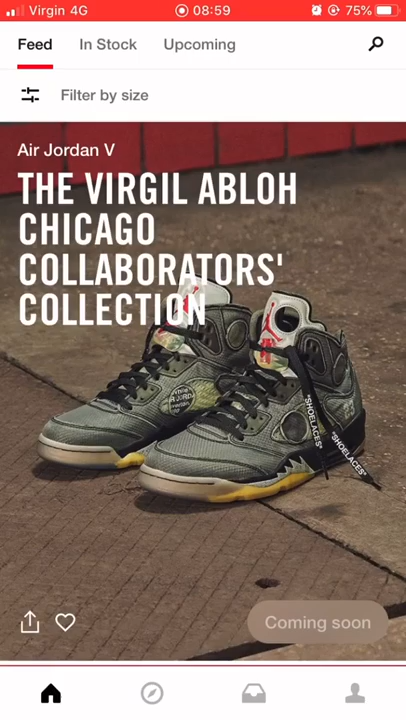 Virgin 4G 08:59 75%
Feed In Stock Upcoming
Filter by size
Air Jordan V
THE VIRGIL ABLOH
CHICAGO
COLLABORATORS'
COLLECTION
"SHOELACES"
"SHOELACES"
Coming soon